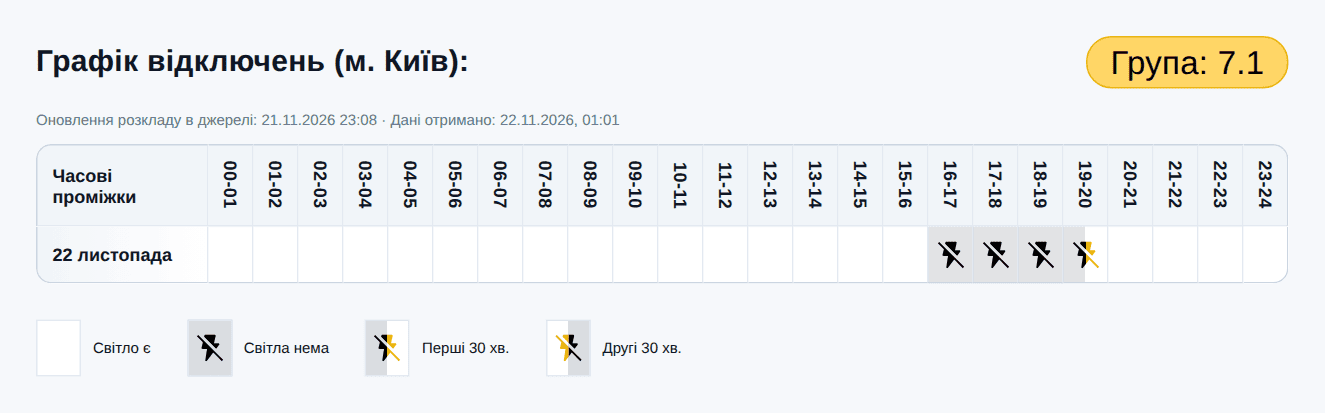 Графік відключень (м. Київ):
Група: 7.1
Оновлення розкладу в джерелі: 21.11.2026 23:08 · Дані отримано: 22.11.2026, 01:01
Часові
проміжки
00-01
01-02
02-03
03-04
04-05
05-06
06-07
07-08
08-09
09-10
10-11
11-12
12-13
13-14
14-15
15-16
16-17
17-18
18-19
19-20
20-21
21-22
22-23
23-24
22 листопада
Світло є
Світла нема
Перші 30 хв.
Другі 30 хв.